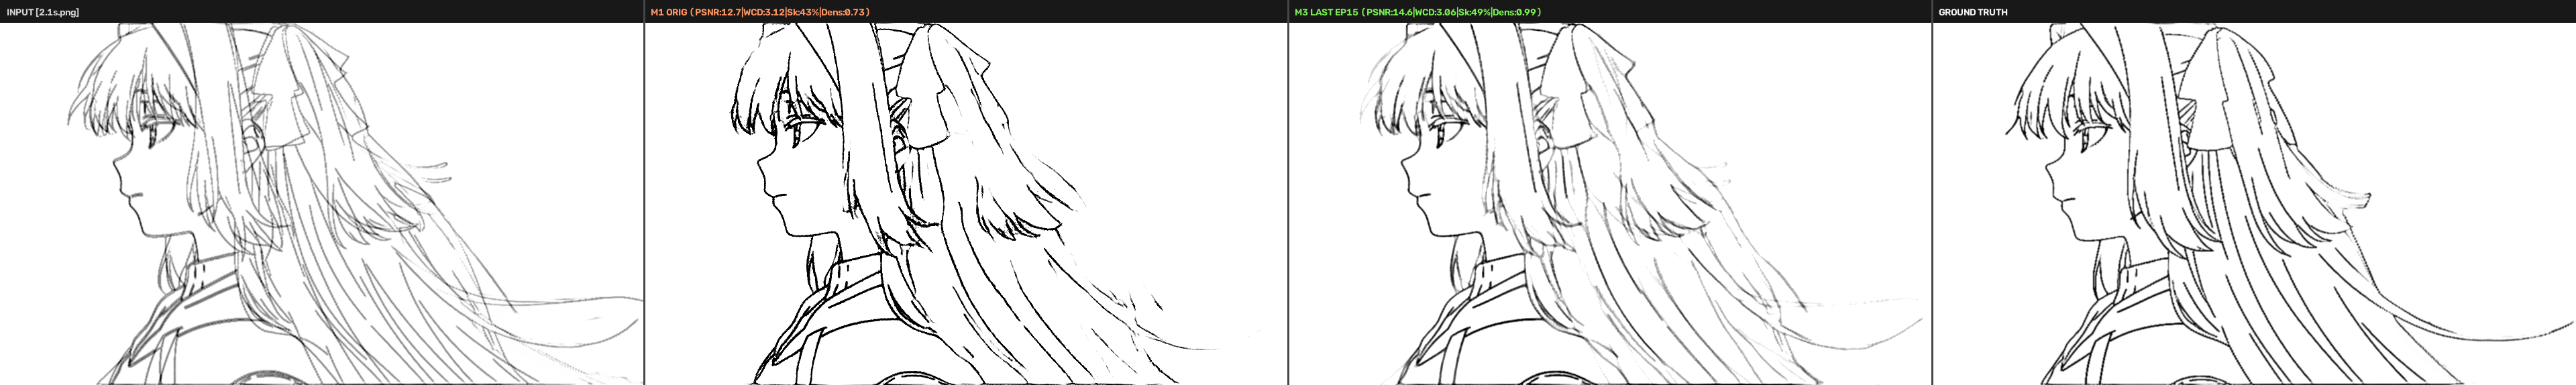 INPUT [2.1s.png]
M1 ORIG (PSNR:12.7|WCD:3.12|Sk:43%|Dens:0.73)
M3 LAST EP15 (PSNR:14.6|WCD:3.06|Sk:49%|Dens:0.99)
GROUND TRUTH